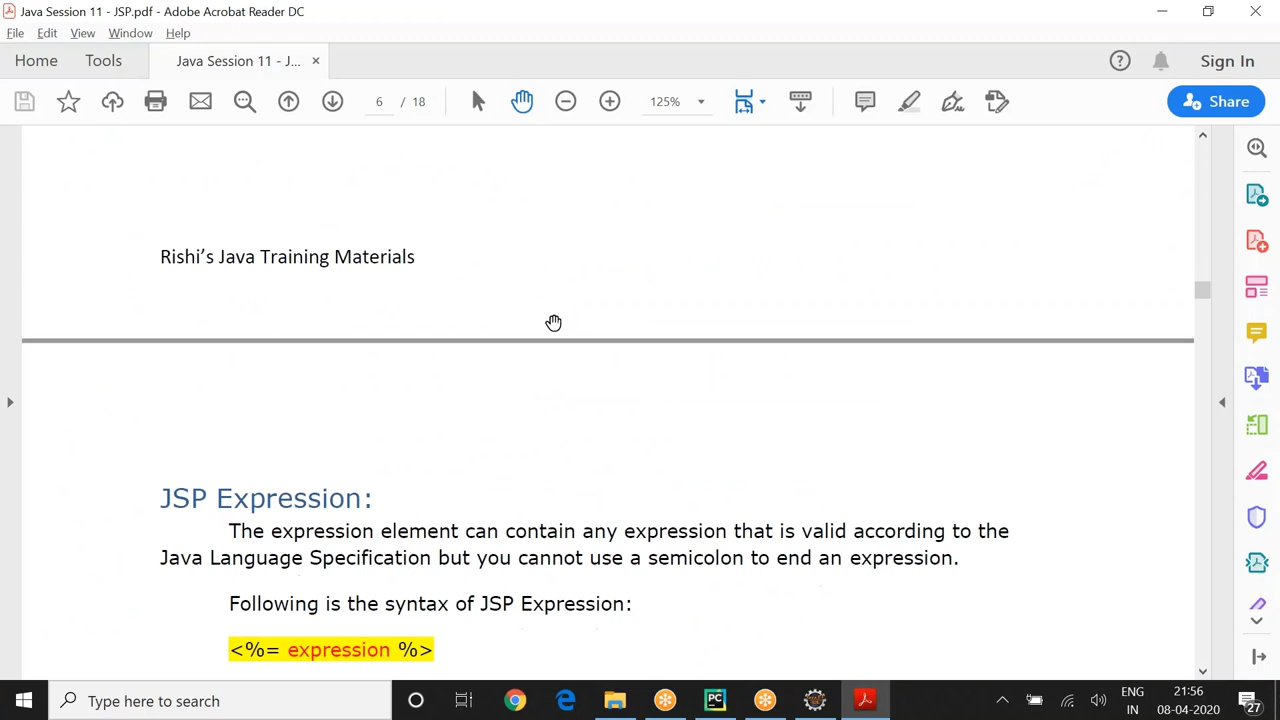 Java Session 11 - JSP.pdf - Adobe Acrobat Reader DC
File Edit View Window Help
Home Tools Java Session 11 - J... × Sign In
6 / 18 125% Share
Rishi’s Java Training Materials
JSP Expression:
The expression element can contain any expression that is valid according to the
Java Language Specification but you cannot use a semicolon to end an expression.
Following is the syntax of JSP Expression:
<%= expression %>
Type here to search
PC
ENG
IN
21:56
08-04-2020
27